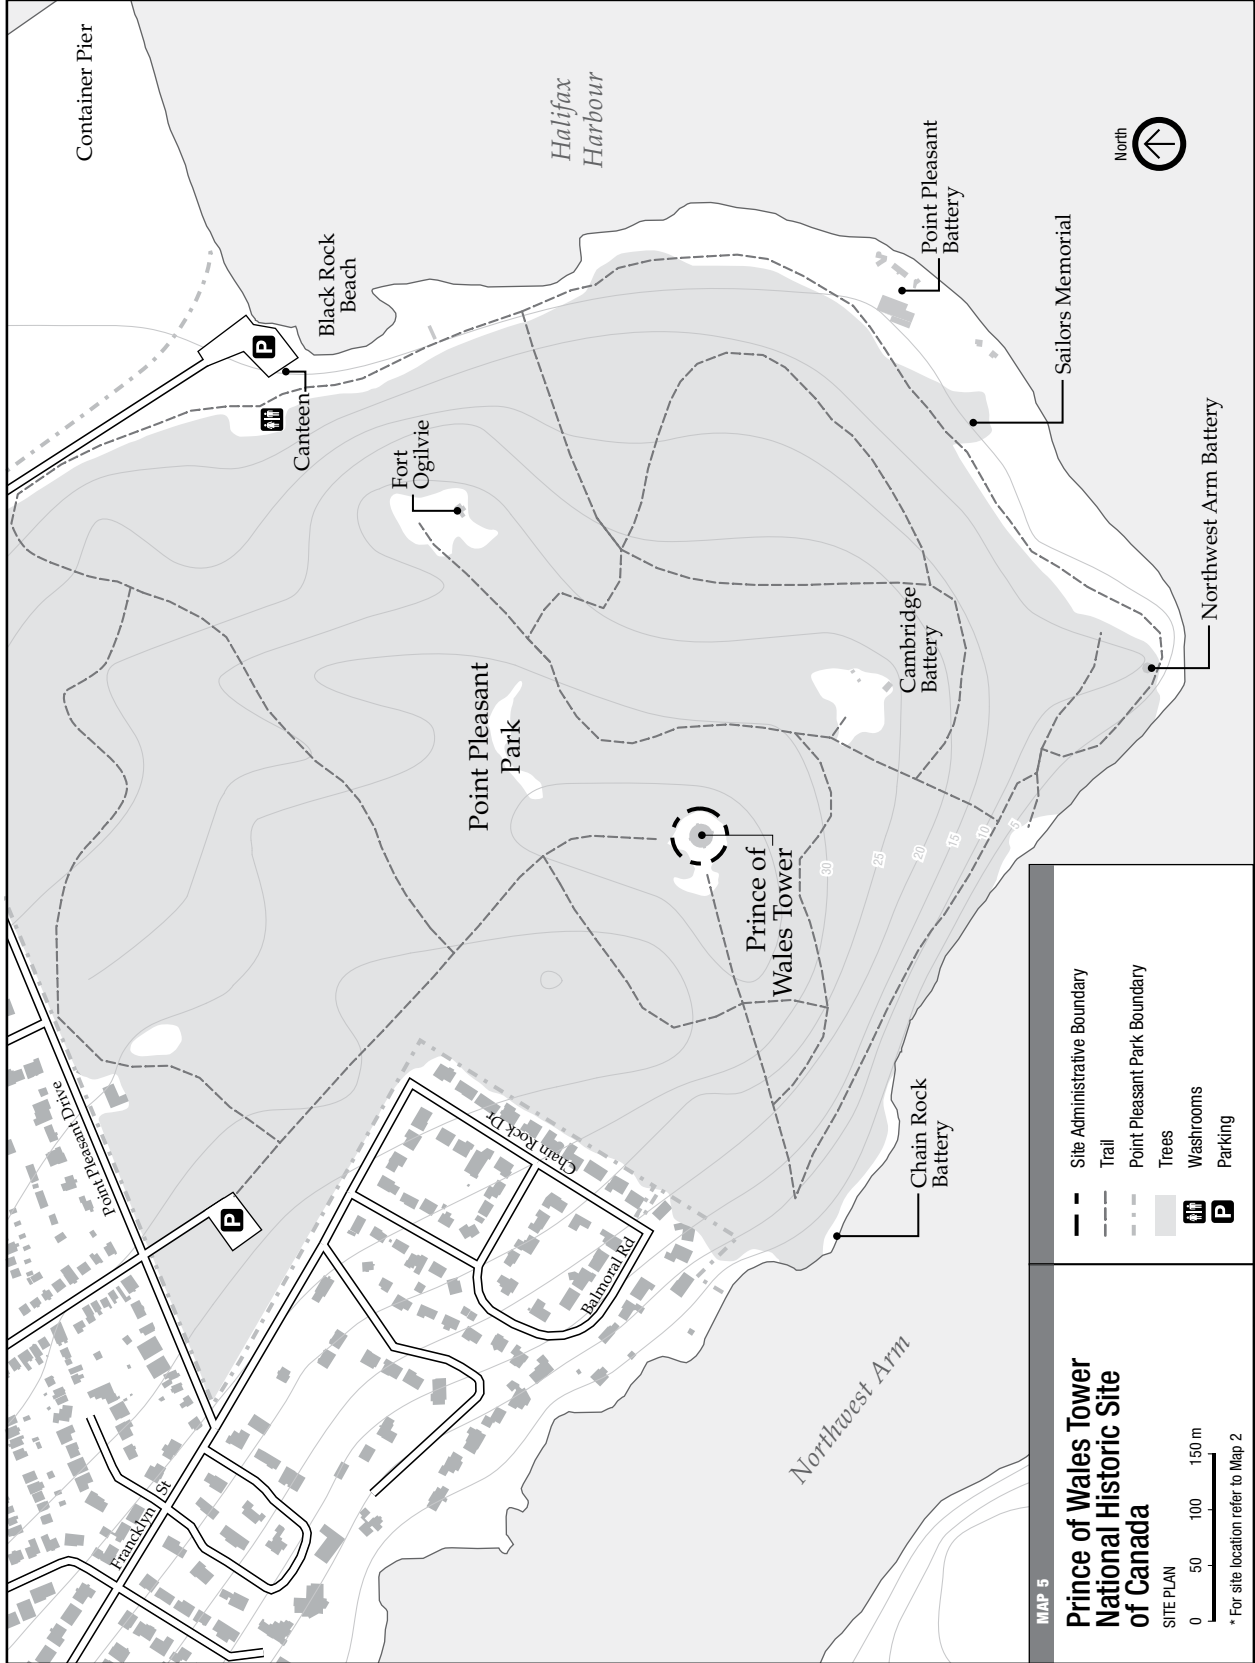 Container Pier
Halifax
Harbour
Black Rock
Beach
P
Canteen
Fort
Ogilvie
Point Pleasant
Battery
North
Sailors Memorial
Northwest Arm Battery
Cambridge
Battery
Point Pleasant
Park
Prince of
Wales Tower
30
25
20
15
10
5
Point Pleasant Drive
P
Chain Rock Dr
Balmoral Rd
Francklyn St
Chain Rock
Battery
Northwest Arm
MAP 5
Prince of Wales Tower
National Historic Site
of Canada
SITE PLAN
0 50 100 150 m
* For site location refer to Map 2
Site Administrative Boundary
Trail
Point Pleasant Park Boundary
Trees
Washrooms
P Parking